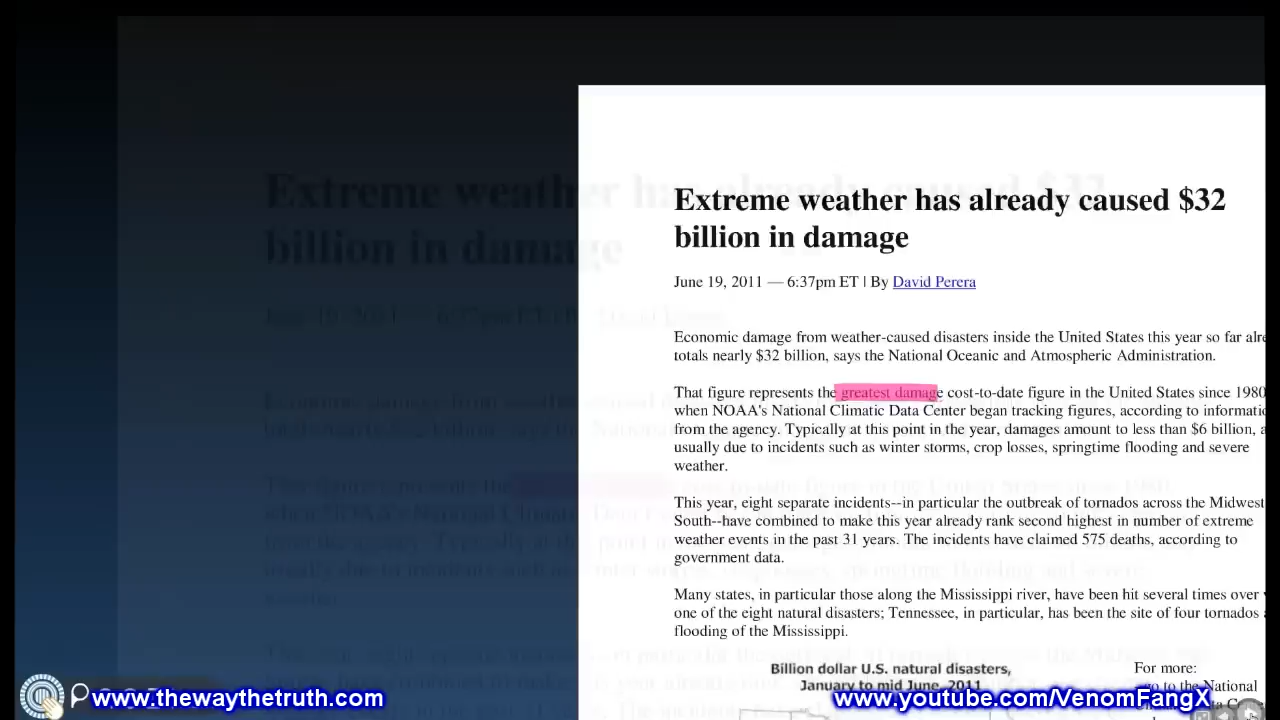 Extreme weather has already caused $32
billion in damage
June 19, 2011 — 6:37pm ET | By David Perera
Economic damage from weather-caused disasters inside the United States this year so far
totals nearly $32 billion, says the National Oceanic and Atmospheric Administration.
That figure represents the greatest damage cost-to-date figure in the United States since 1980
when NOAA's National Climatic Data Center began tracking figures, according to
from the agency. Typically at this point in the year, damages amount to less than $6 billion,
usually due to incidents such as winter storms, crop losses, springtime flooding and severe
weather.
This year, eight separate incidents--in particular the outbreak of tornados across the Midwest
South--have combined to make this year already rank second highest in number of extreme
weather events in the past 31 years. The incidents have claimed 575 deaths, according to
government data.
Many states, in particular those along the Mississippi river, have been hit several times over
one of the eight natural disasters; Tennessee, in particular, has been the site of four tornados
flooding of the Mississippi.
Billion dollar U.S. natural disasters,
January to mid June 2011
For more:
to the National
www.thewaythetruth.com
www.youtube.com/VenomFangX